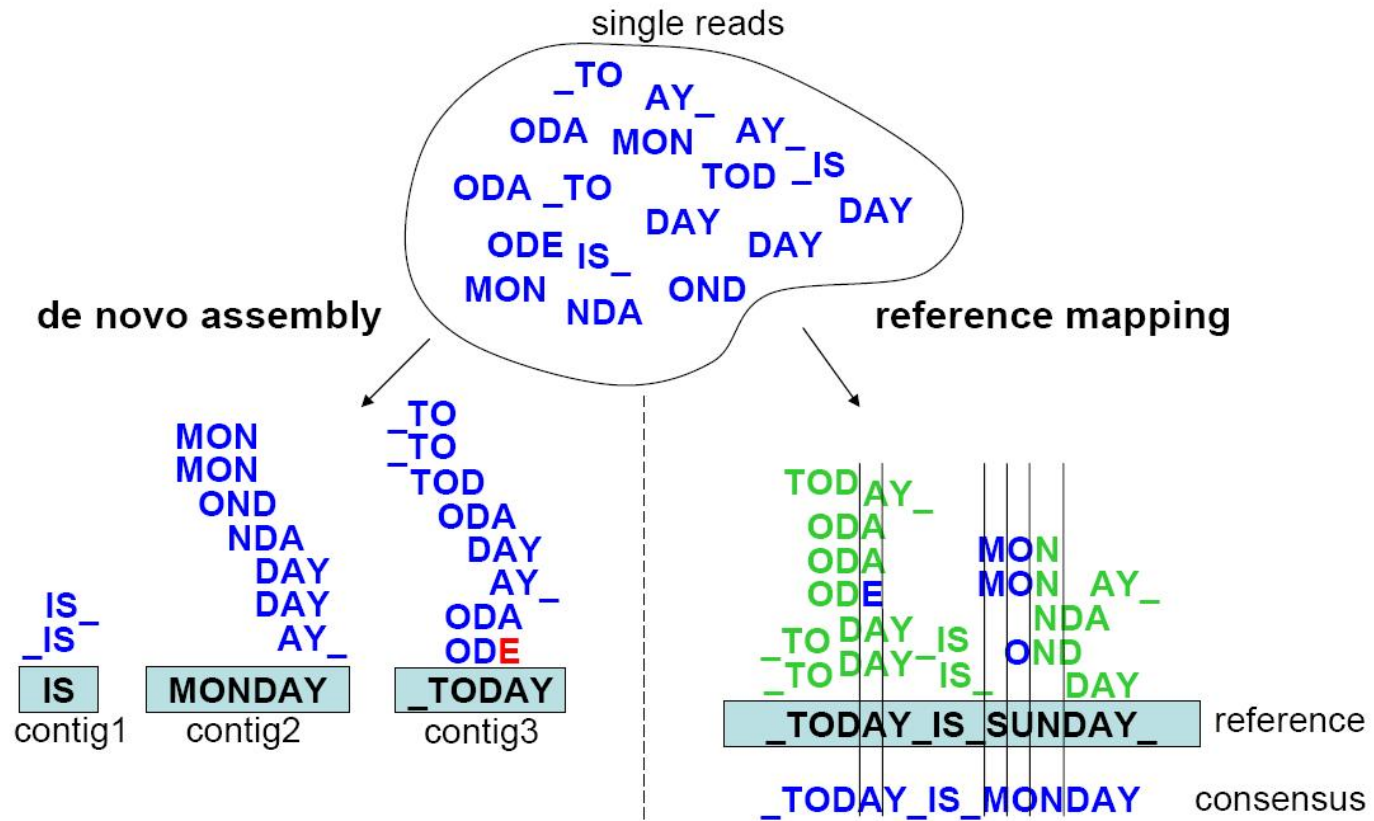 single reads
_TO
AY_
ODA
MON
AY_
TOD
_IS
ODA
_TO
DAY
DAY
ODE
IS_
DAY
MON
NDA
OND
de novo assembly
reference mapping
IS_
_IS
IS
contig1
MON
MON
OND
NDA
DAY
DAY
AY_
MONDAY
contig2
_TO
_TO
TOD
ODA
DAY
AY_
ODA
ODE
_TODAY
contig3
TOD AY_
ODA
ODA
MON
ODE
MON
AY_
NDA
_TO DAY _IS
OND
_TO DAY IS_
DAY
_TODAY_IS_SUNDAY_
reference
_TODAY_IS_MONDAY
consensus